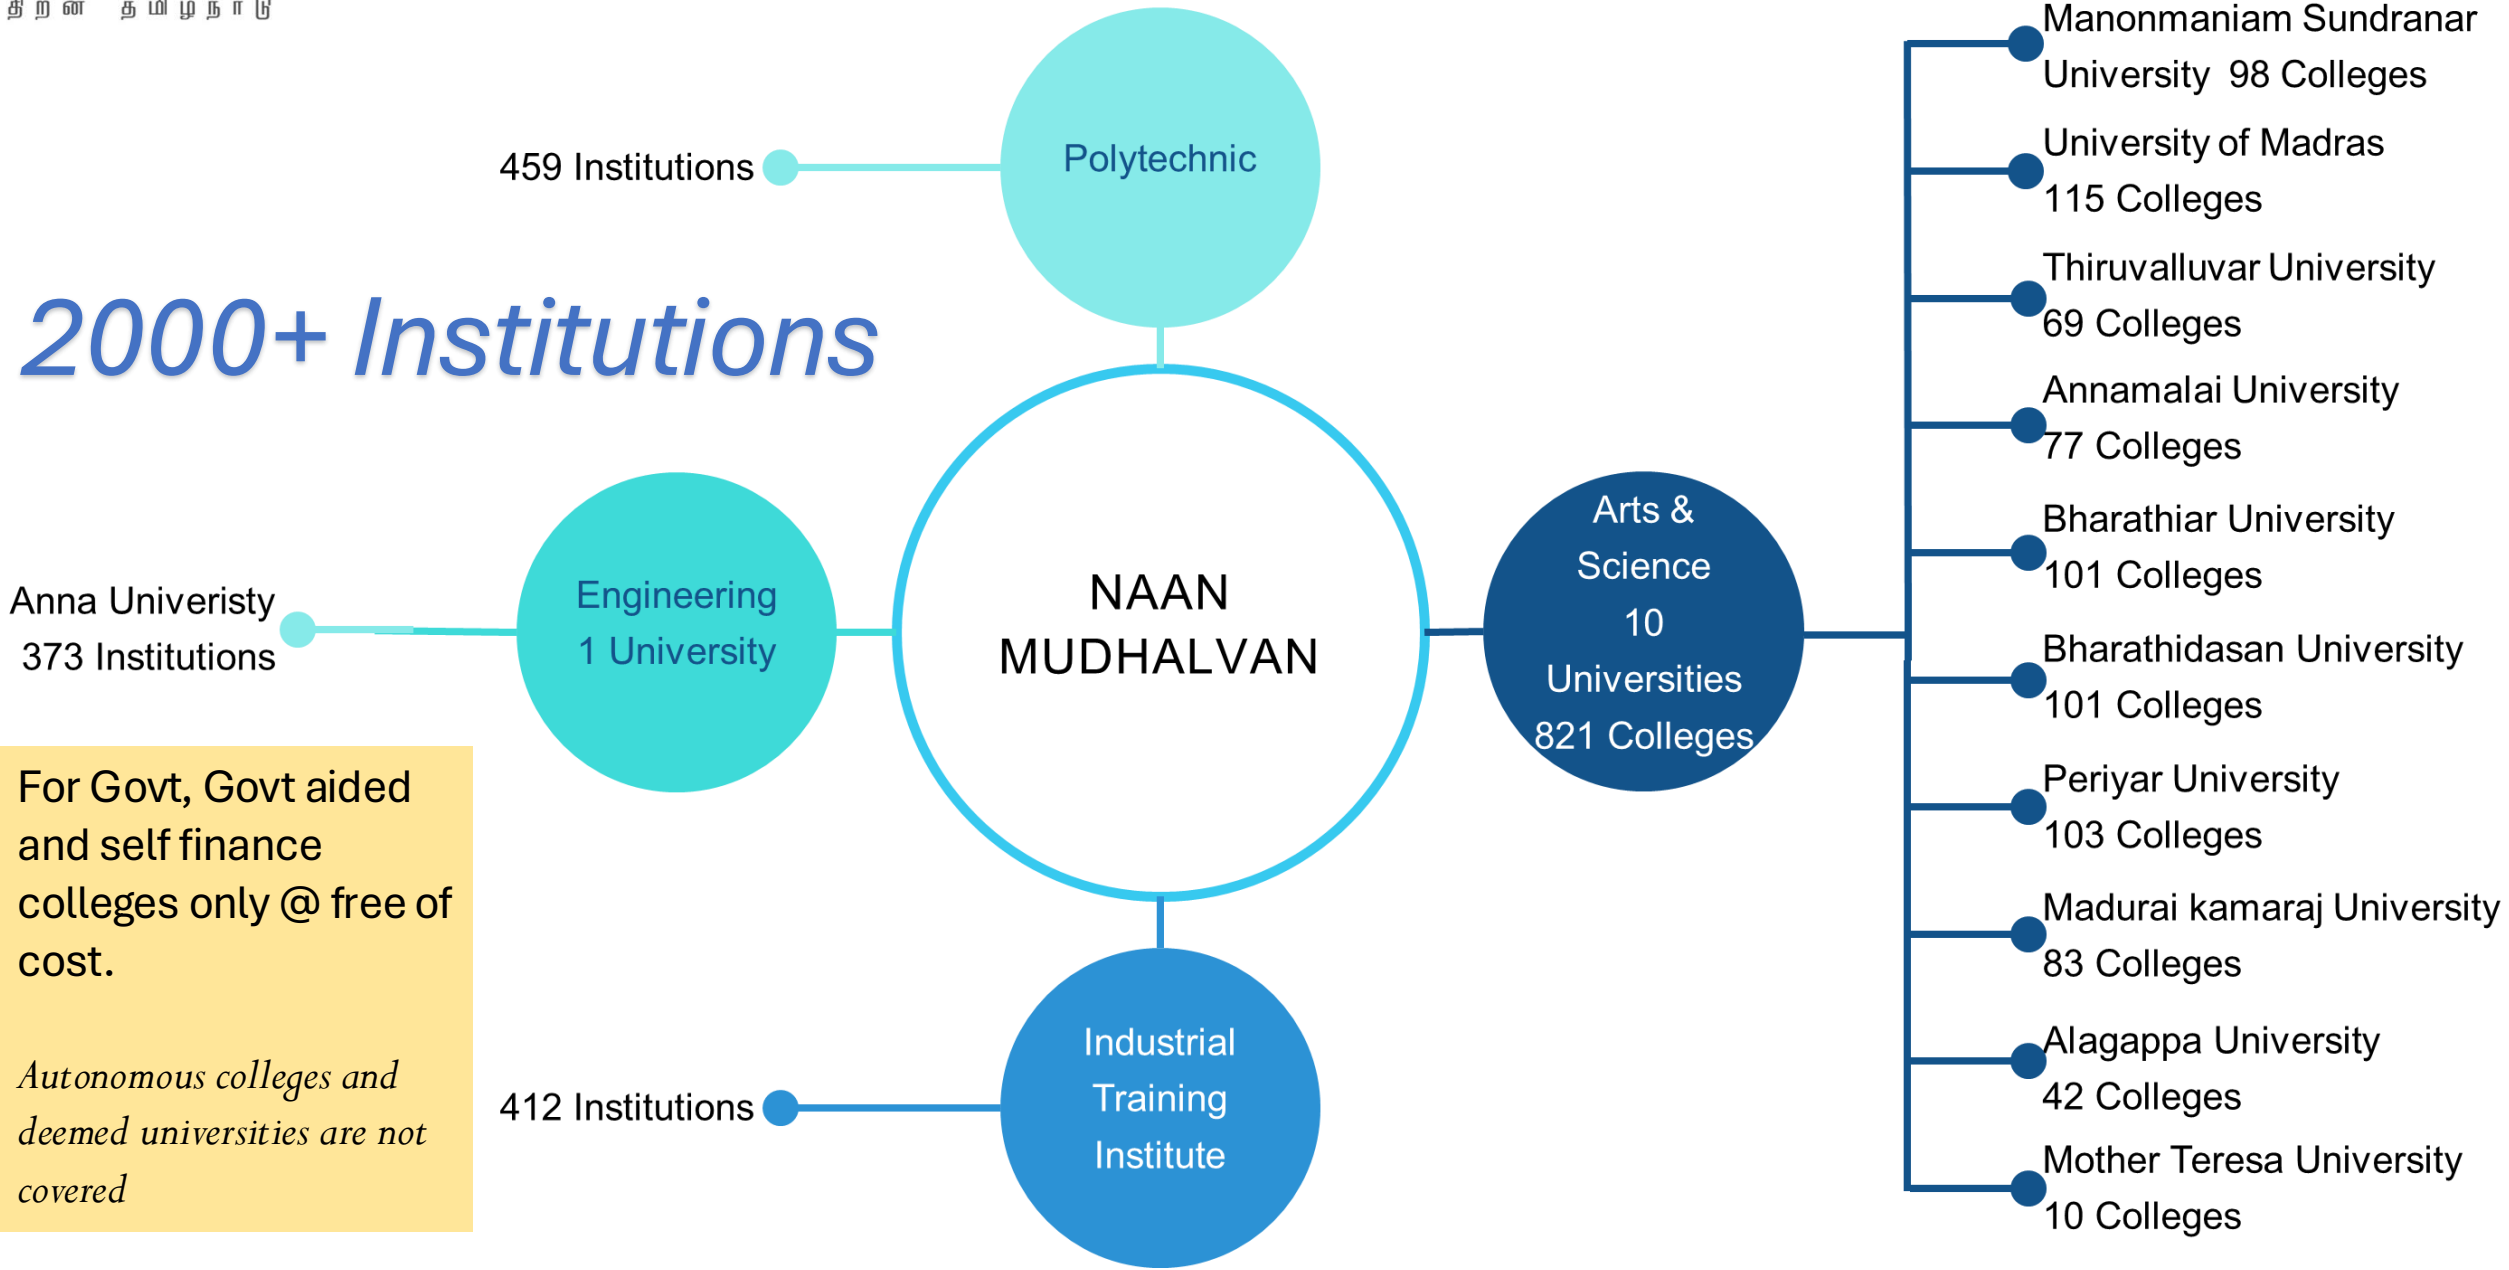 திறன் தமிழ்நாடு
Manonmaniam Sundranar
University 98 Colleges
University of Madras
115 Colleges
Thiruvalluvar University
69 Colleges
Annamalai University
77 Colleges
Bharathiar University
101 Colleges
Bharathidasan University
101 Colleges
Periyar University
103 Colleges
Madurai kamaraj University
83 Colleges
Alagappa University
42 Colleges
Mother Teresa University
10 Colleges
Polytechnic
459 Institutions
2000+ Institutions
NAAN
MUDHALVAN
Engineering
1 University
Anna Univeristy
373 Institutions
Arts &
Science
10
Universities
821 Colleges
For Govt, Govt aided
and self finance
colleges only @ free of
cost.
Autonomous colleges and
deemed universities are not
covered
412 Institutions
Industrial
Training
Institute